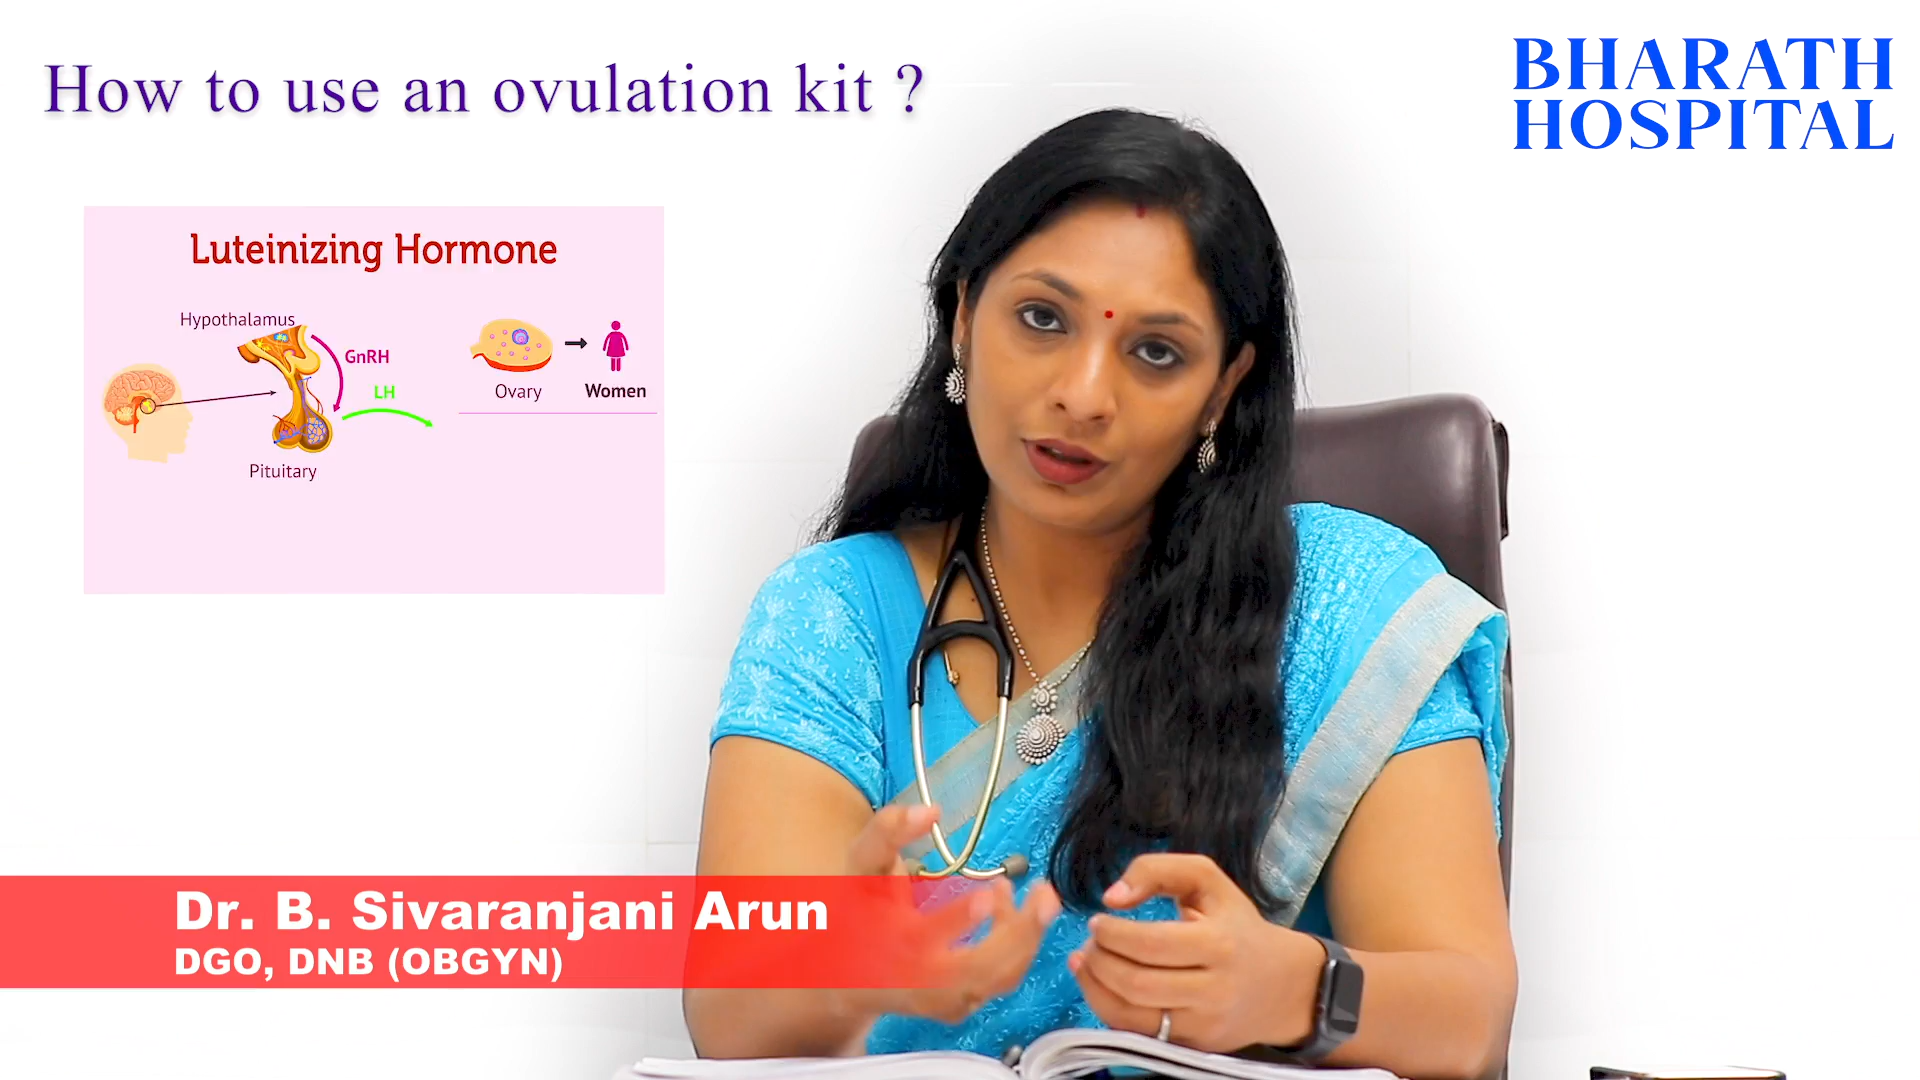 How to use an ovulation kit ?
BHARATH
HOSPITAL
Luteinizing Hormone
Hypothalamus
GnRH
LH
Pituitary
Ovary
Women
Dr. B. Sivaranjani Arun
DGO, DNB (OBGYN)